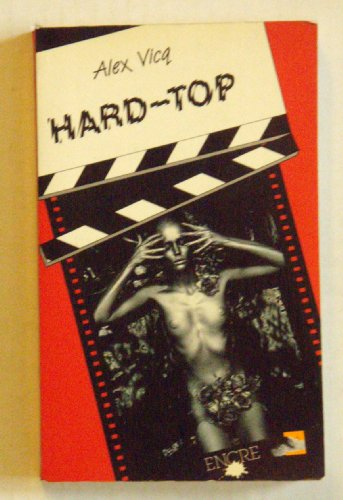 Alex Vicq
HARD-TOP
ENCRE